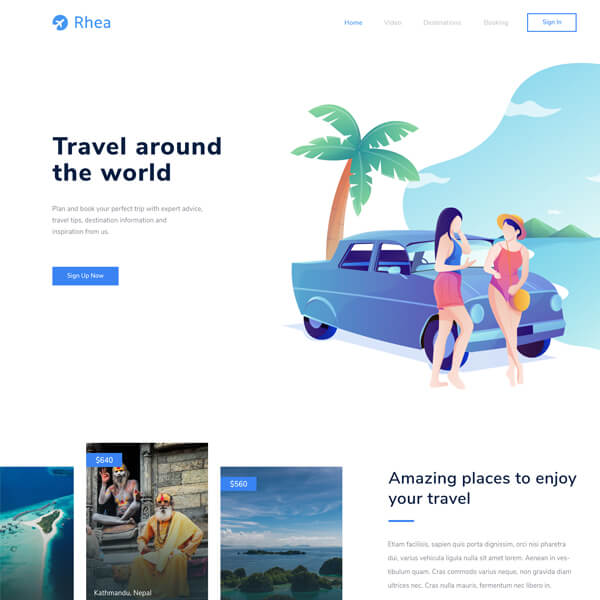 Rhea
Home Video Destinations Booking Sign In
Travel around
the world
Plan and book your perfect trip with expert advice,
travel tips, destination information and
inspiration from us.
Sign Up Now
$640
$560
Kathmandu, Nepal
Amazing places to enjoy
your travel
Etiam facilisis, sapien quis porta dignissim, orci nisi pharetra
dui, varius vehicula ligula nulla sit amet lorem. Aenean in ves-
tibulum quam. Cras commodo varius neque, non gravida diam
ultrices nec. Cras nulla mauris, fermentum nec libero in.